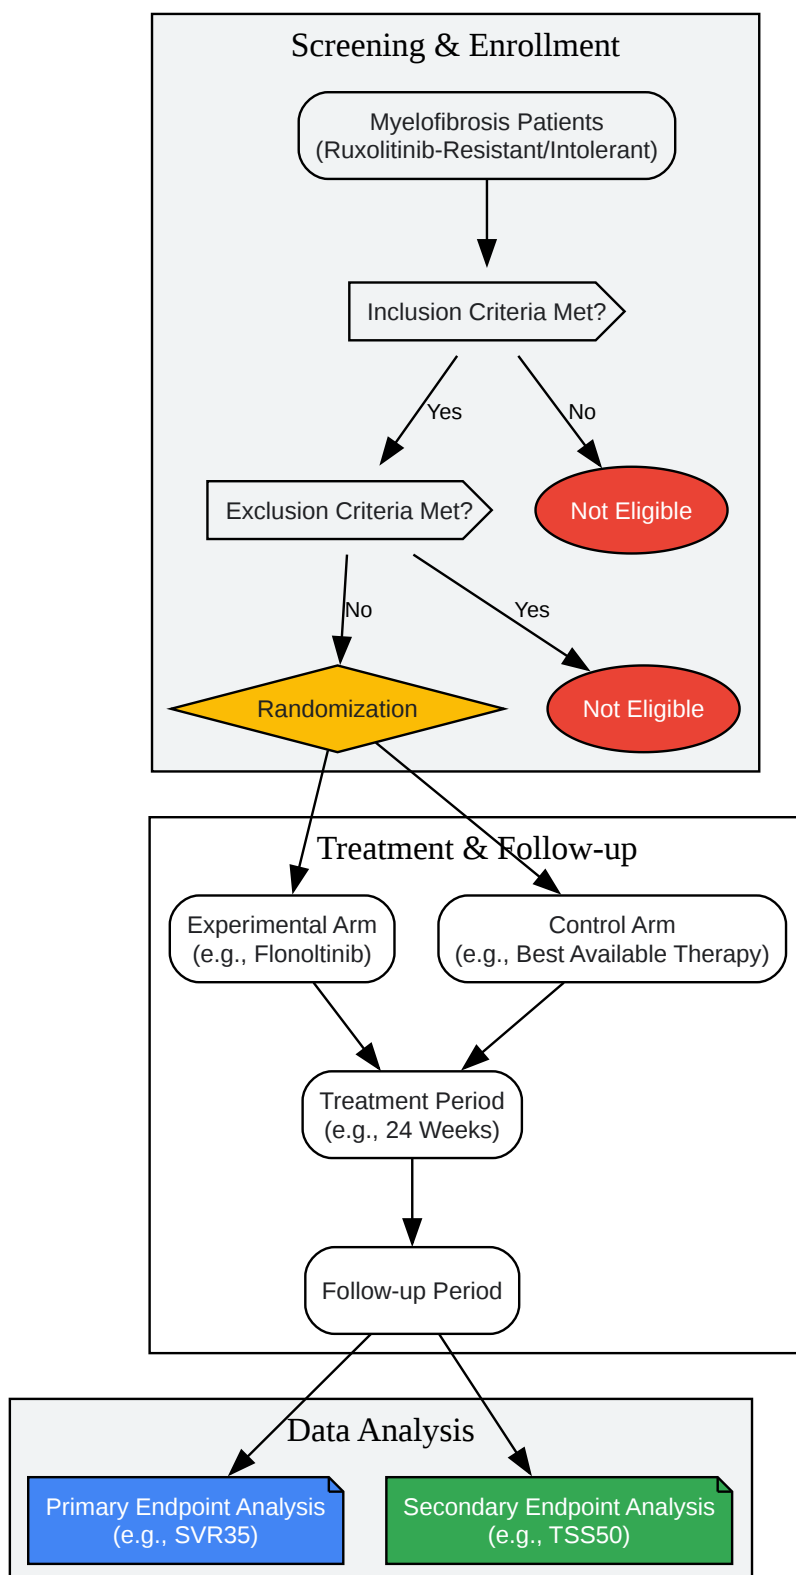 Screening & Enrollment
Myelofibrosis Patients
(Ruxolitinib-Resistant/Intolerant)
Inclusion Criteria Met?
Yes
No
Exclusion Criteria Met?
Not Eligible
No
Yes
Randomization
Not Eligible
Treatment & Follow-up
Experimental Arm
(e.g., Flonoltinib)
Control Arm
(e.g., Best Available Therapy)
Treatment Period
(e.g., 24 Weeks)
Follow-up Period
Data Analysis
Primary Endpoint Analysis
(e.g., SVR35)
Secondary Endpoint Analysis
(e.g., TSS50)